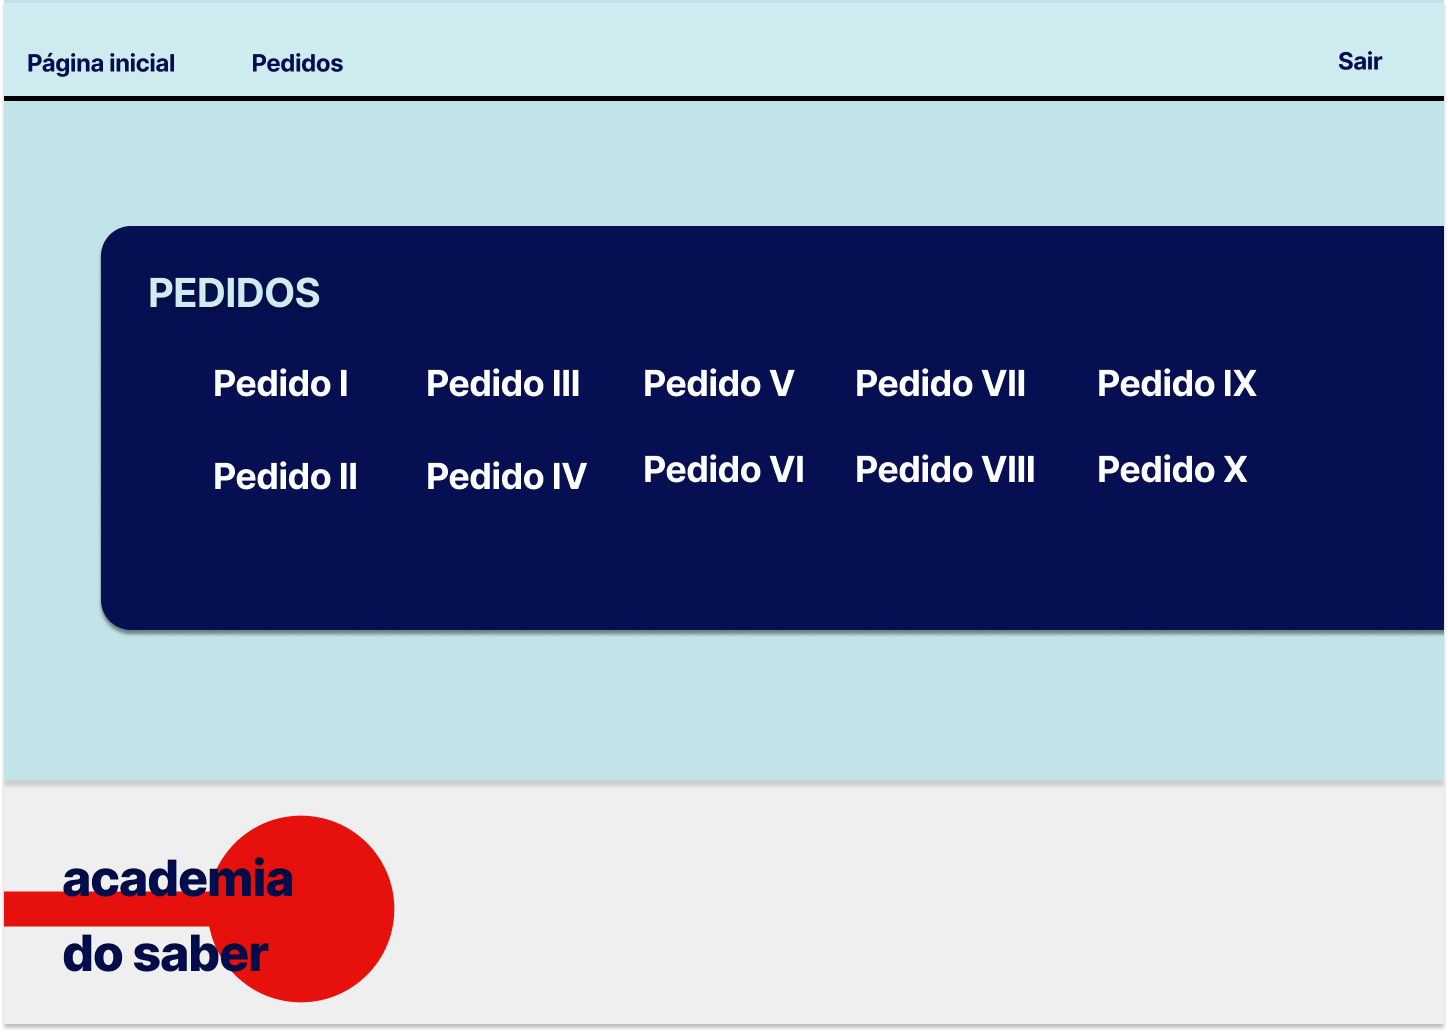 Página inicial Pedidos Sair
PEDIDOS
Pedido I Pedido III Pedido V Pedido VII Pedido IX
Pedido II Pedido IV Pedido VI Pedido VIII Pedido X
academia
do saber